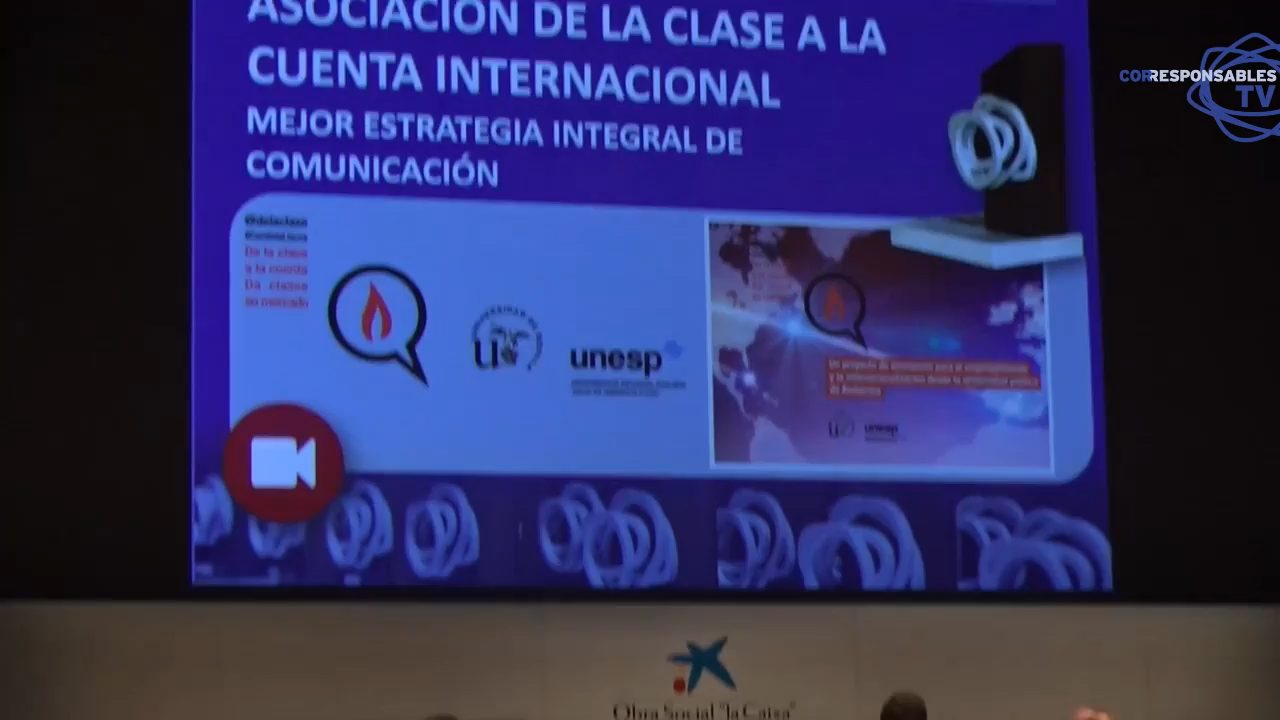 ASOCIACIÓN DE LA CLASE A LA
CUENTA INTERNACIONAL
MEJOR ESTRATEGIA INTEGRAL DE
COMUNICACIÓN
CORRESPONSABLES
TV
De la clase
a la cuenta
Da classe
ao mercado
unesp
unesp
Obra Social "la Caixa"